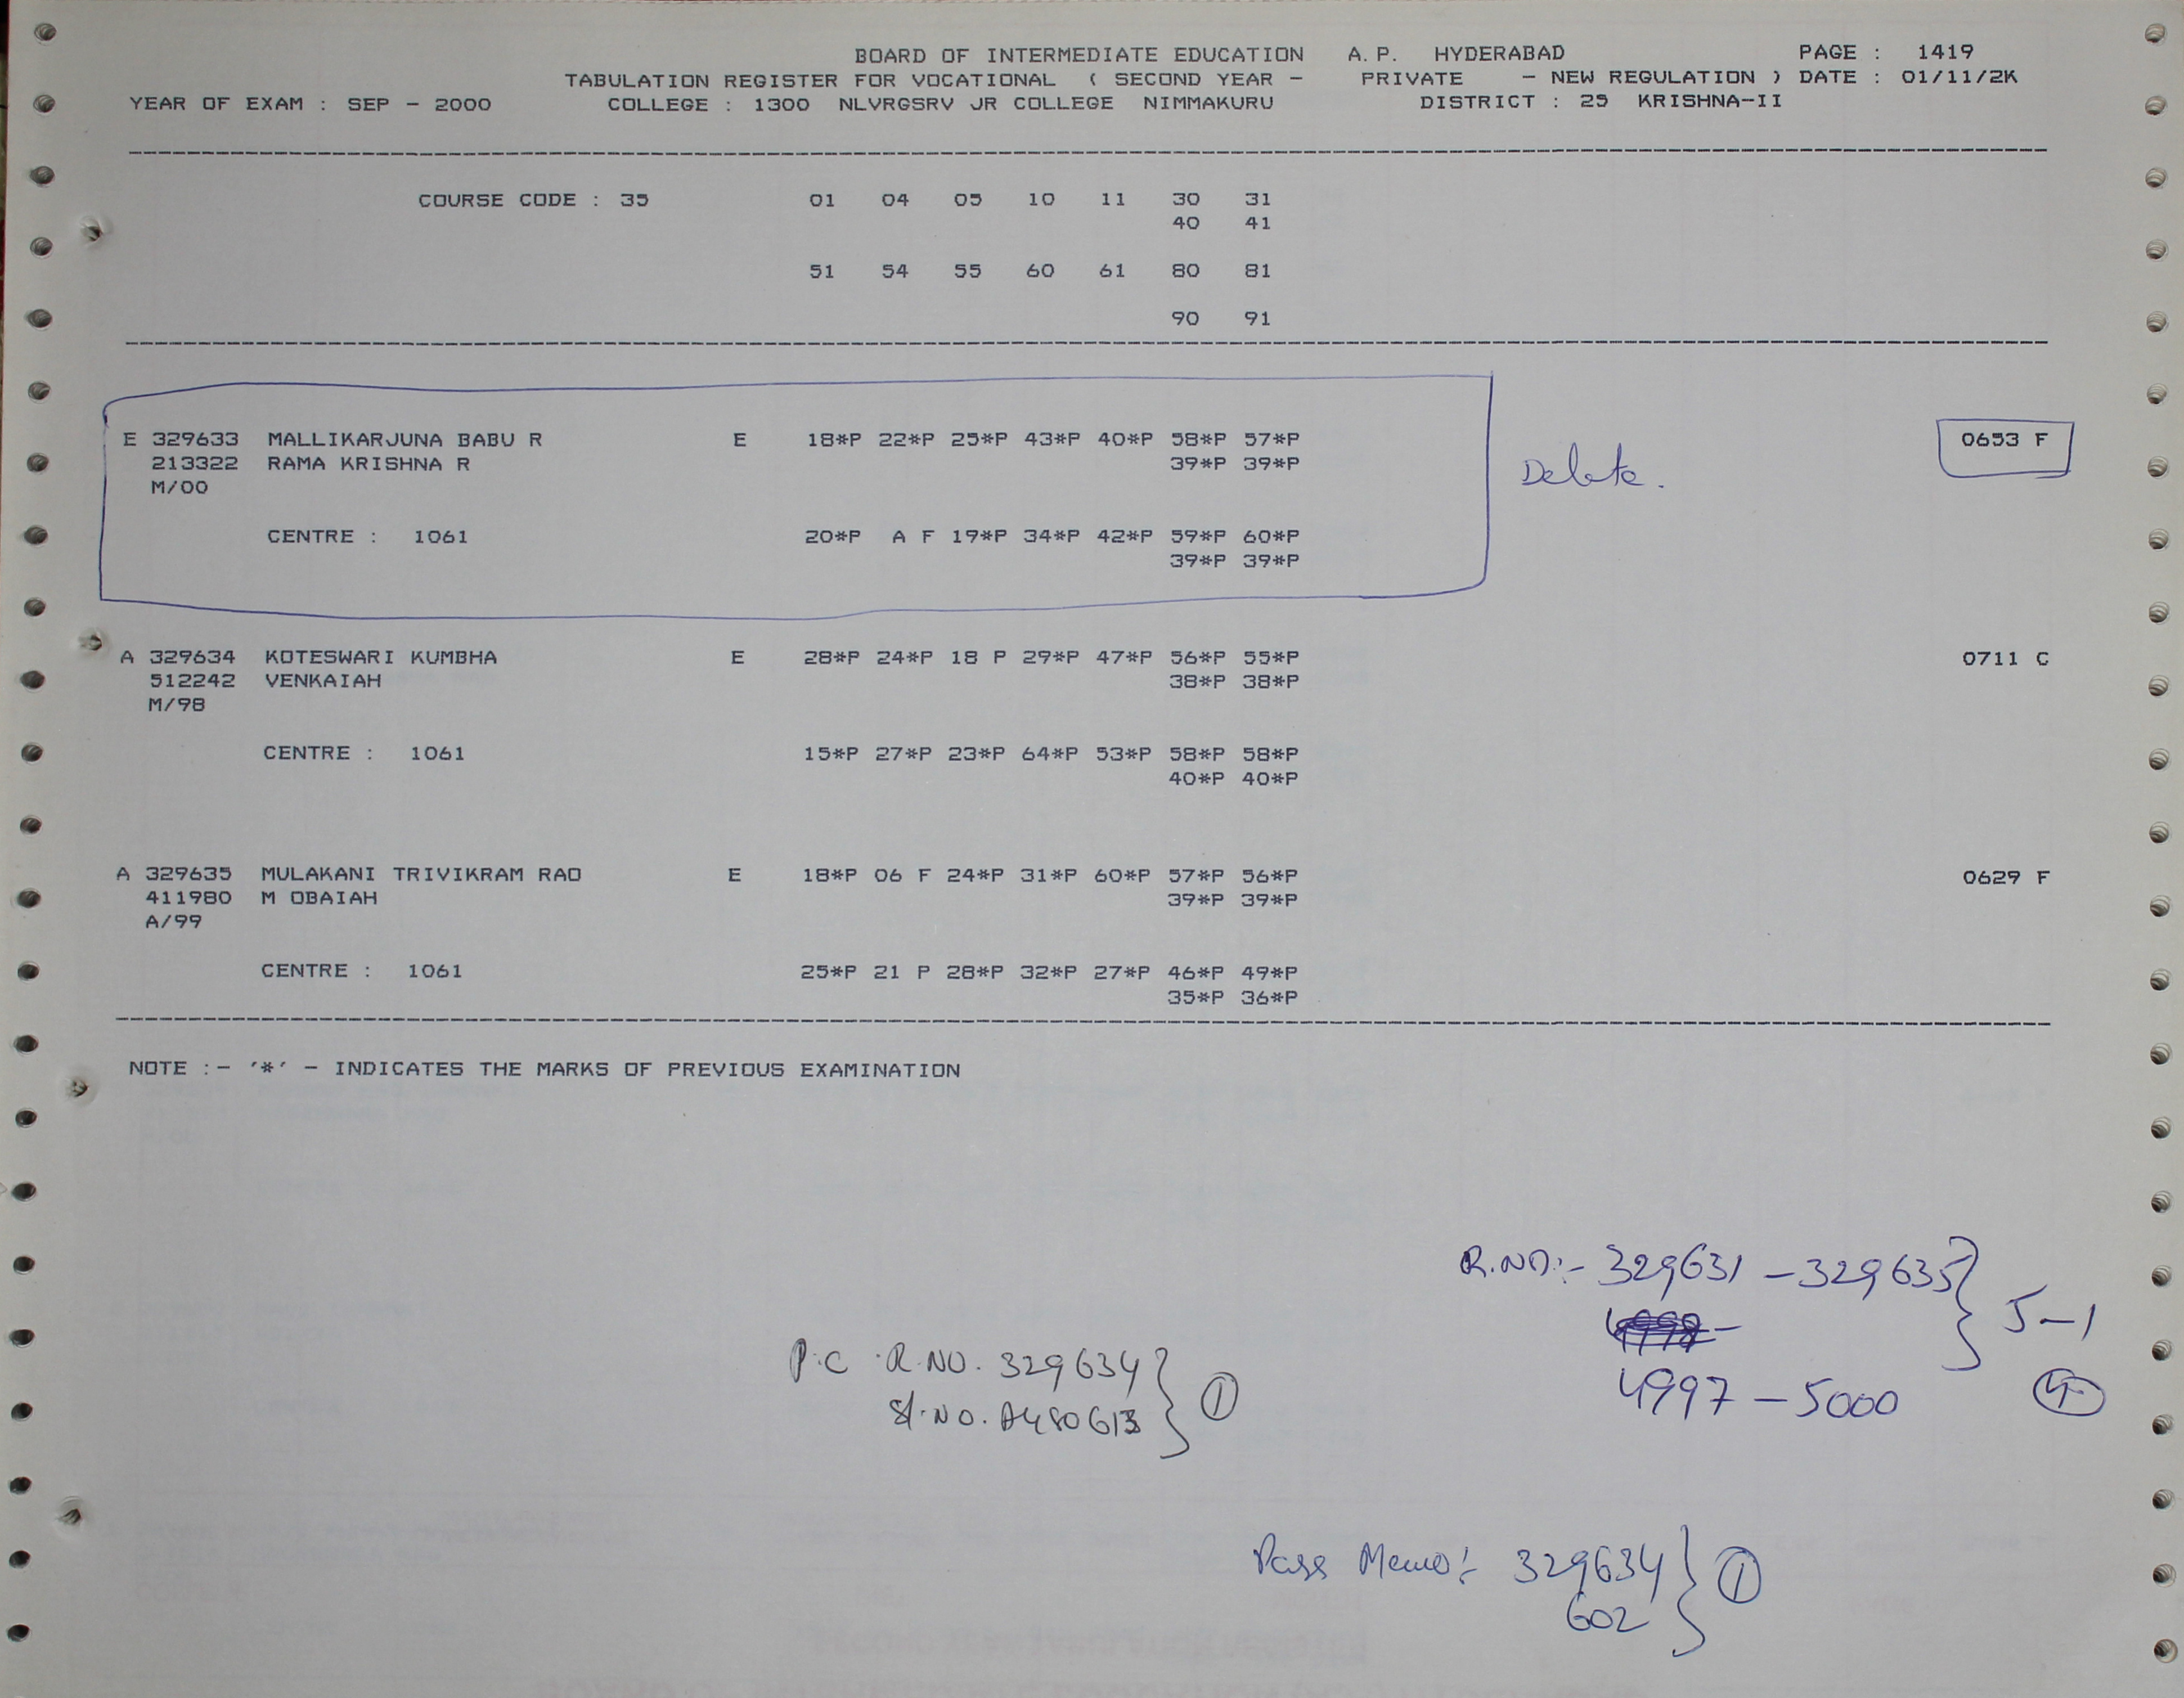 BOARD OF INTERMEDIATE EDUCATION A.P. HYDERABAD PAGE : 1419
TABULATION REGISTER FOR VOCATIONAL ( SECOND YEAR - PRIVATE - NEW REGULATION ) DATE : 01/11/2K
YEAR OF EXAM : SEP - 2000 COLLEGE : 1300 NLVRGSRV JR COLLEGE NIMMAKURU DISTRICT : 25 KRISHNA-II
COURSE CODE : 35 01 04 05 10 11 30 31
40 41
51 54 55 60 61 80 81
90 91
E 329633 MALLIKARJUNA BABU R E 18*P 22*P 25*P 43*P 40*P 58*P 57*P 0653 F
213322 RAMA KRISHNA R 39*P 39*P Delete.
M/00
CENTRE : 1061 20*P A F 19*P 34*P 42*P 59*P 60*P
39*P 39*P
A 329634 KOTESWARI KUMBHA E 28*P 24*P 18 P 29*P 47*P 56*P 55*P 0711 C
512242 VENKAIAH 38*P 38*P
M/98
CENTRE : 1061 15*P 27*P 23*P 64*P 53*P 58*P 58*P
40*P 40*P
A 329635 MULAKANI TRIVIKRAM RAO E 18*P 06 F 24*P 31*P 60*P 57*P 56*P 0629 F
411980 M OBAIAH 39*P 39*P
A/99
CENTRE : 1061 25*P 21 P 28*P 32*P 27*P 46*P 49*P
35*P 36*P
NOTE :- '*' - INDICATES THE MARKS OF PREVIOUS EXAMINATION
R.NO:- 329631 - 329635 } 5-1
4997 - 5000 4
P.C R.NO. 329634 } 1
Sl.NO. A480613
Pass Memo:- 329634 } 1
602